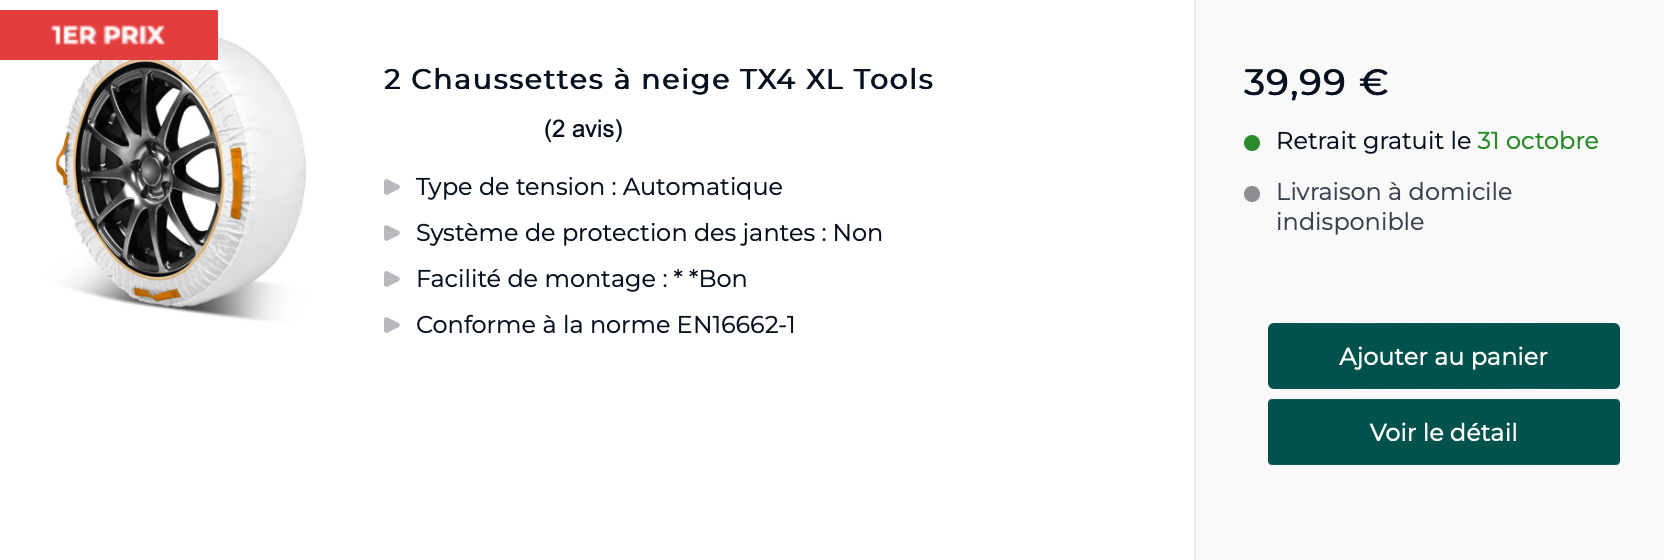 1ER PRIX
2 Chaussettes à neige TX4 XL Tools
(2 avis)
Type de tension : Automatique
Système de protection des jantes : Non
Facilité de montage : * *Bon
Conforme à la norme EN16662-1
39,99 €
Retrait gratuit le 31 octobre
Livraison à domicile
indisponible
Ajouter au panier
Voir le détail